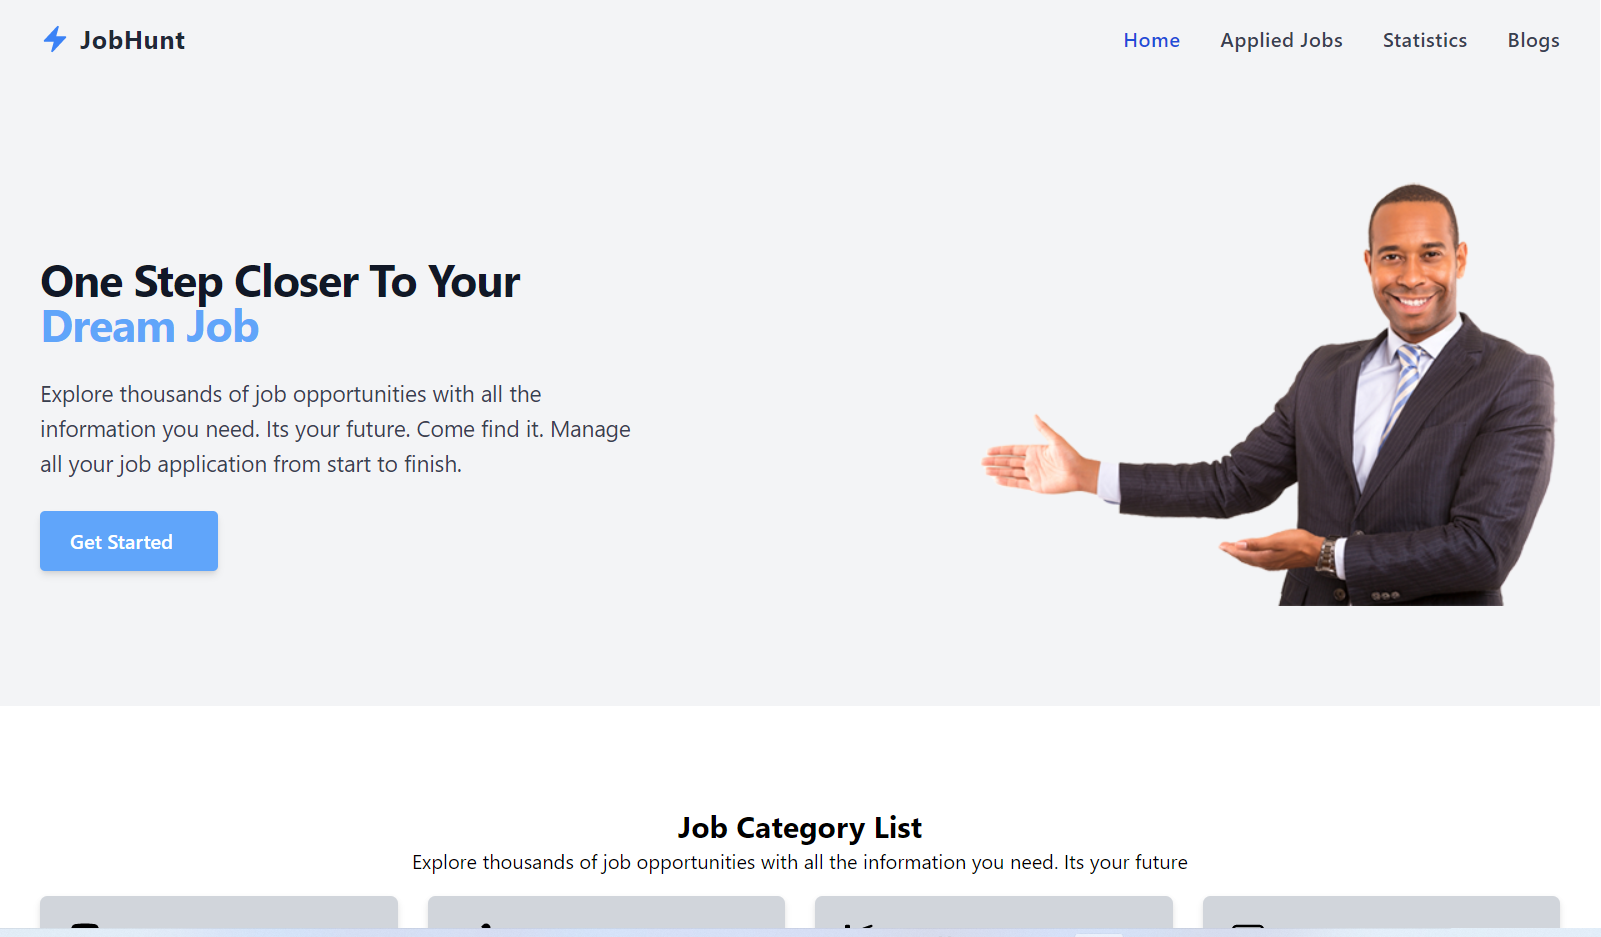 JobHunt
Home
Applied Jobs
Statistics
Blogs
One Step Closer To Your
Dream Job
Explore thousands of job opportunities with all the
information you need. Its your future. Come find it. Manage
all your job application from start to finish.
Get Started
Job Category List
Explore thousands of job opportunities with all the information you need. Its your future